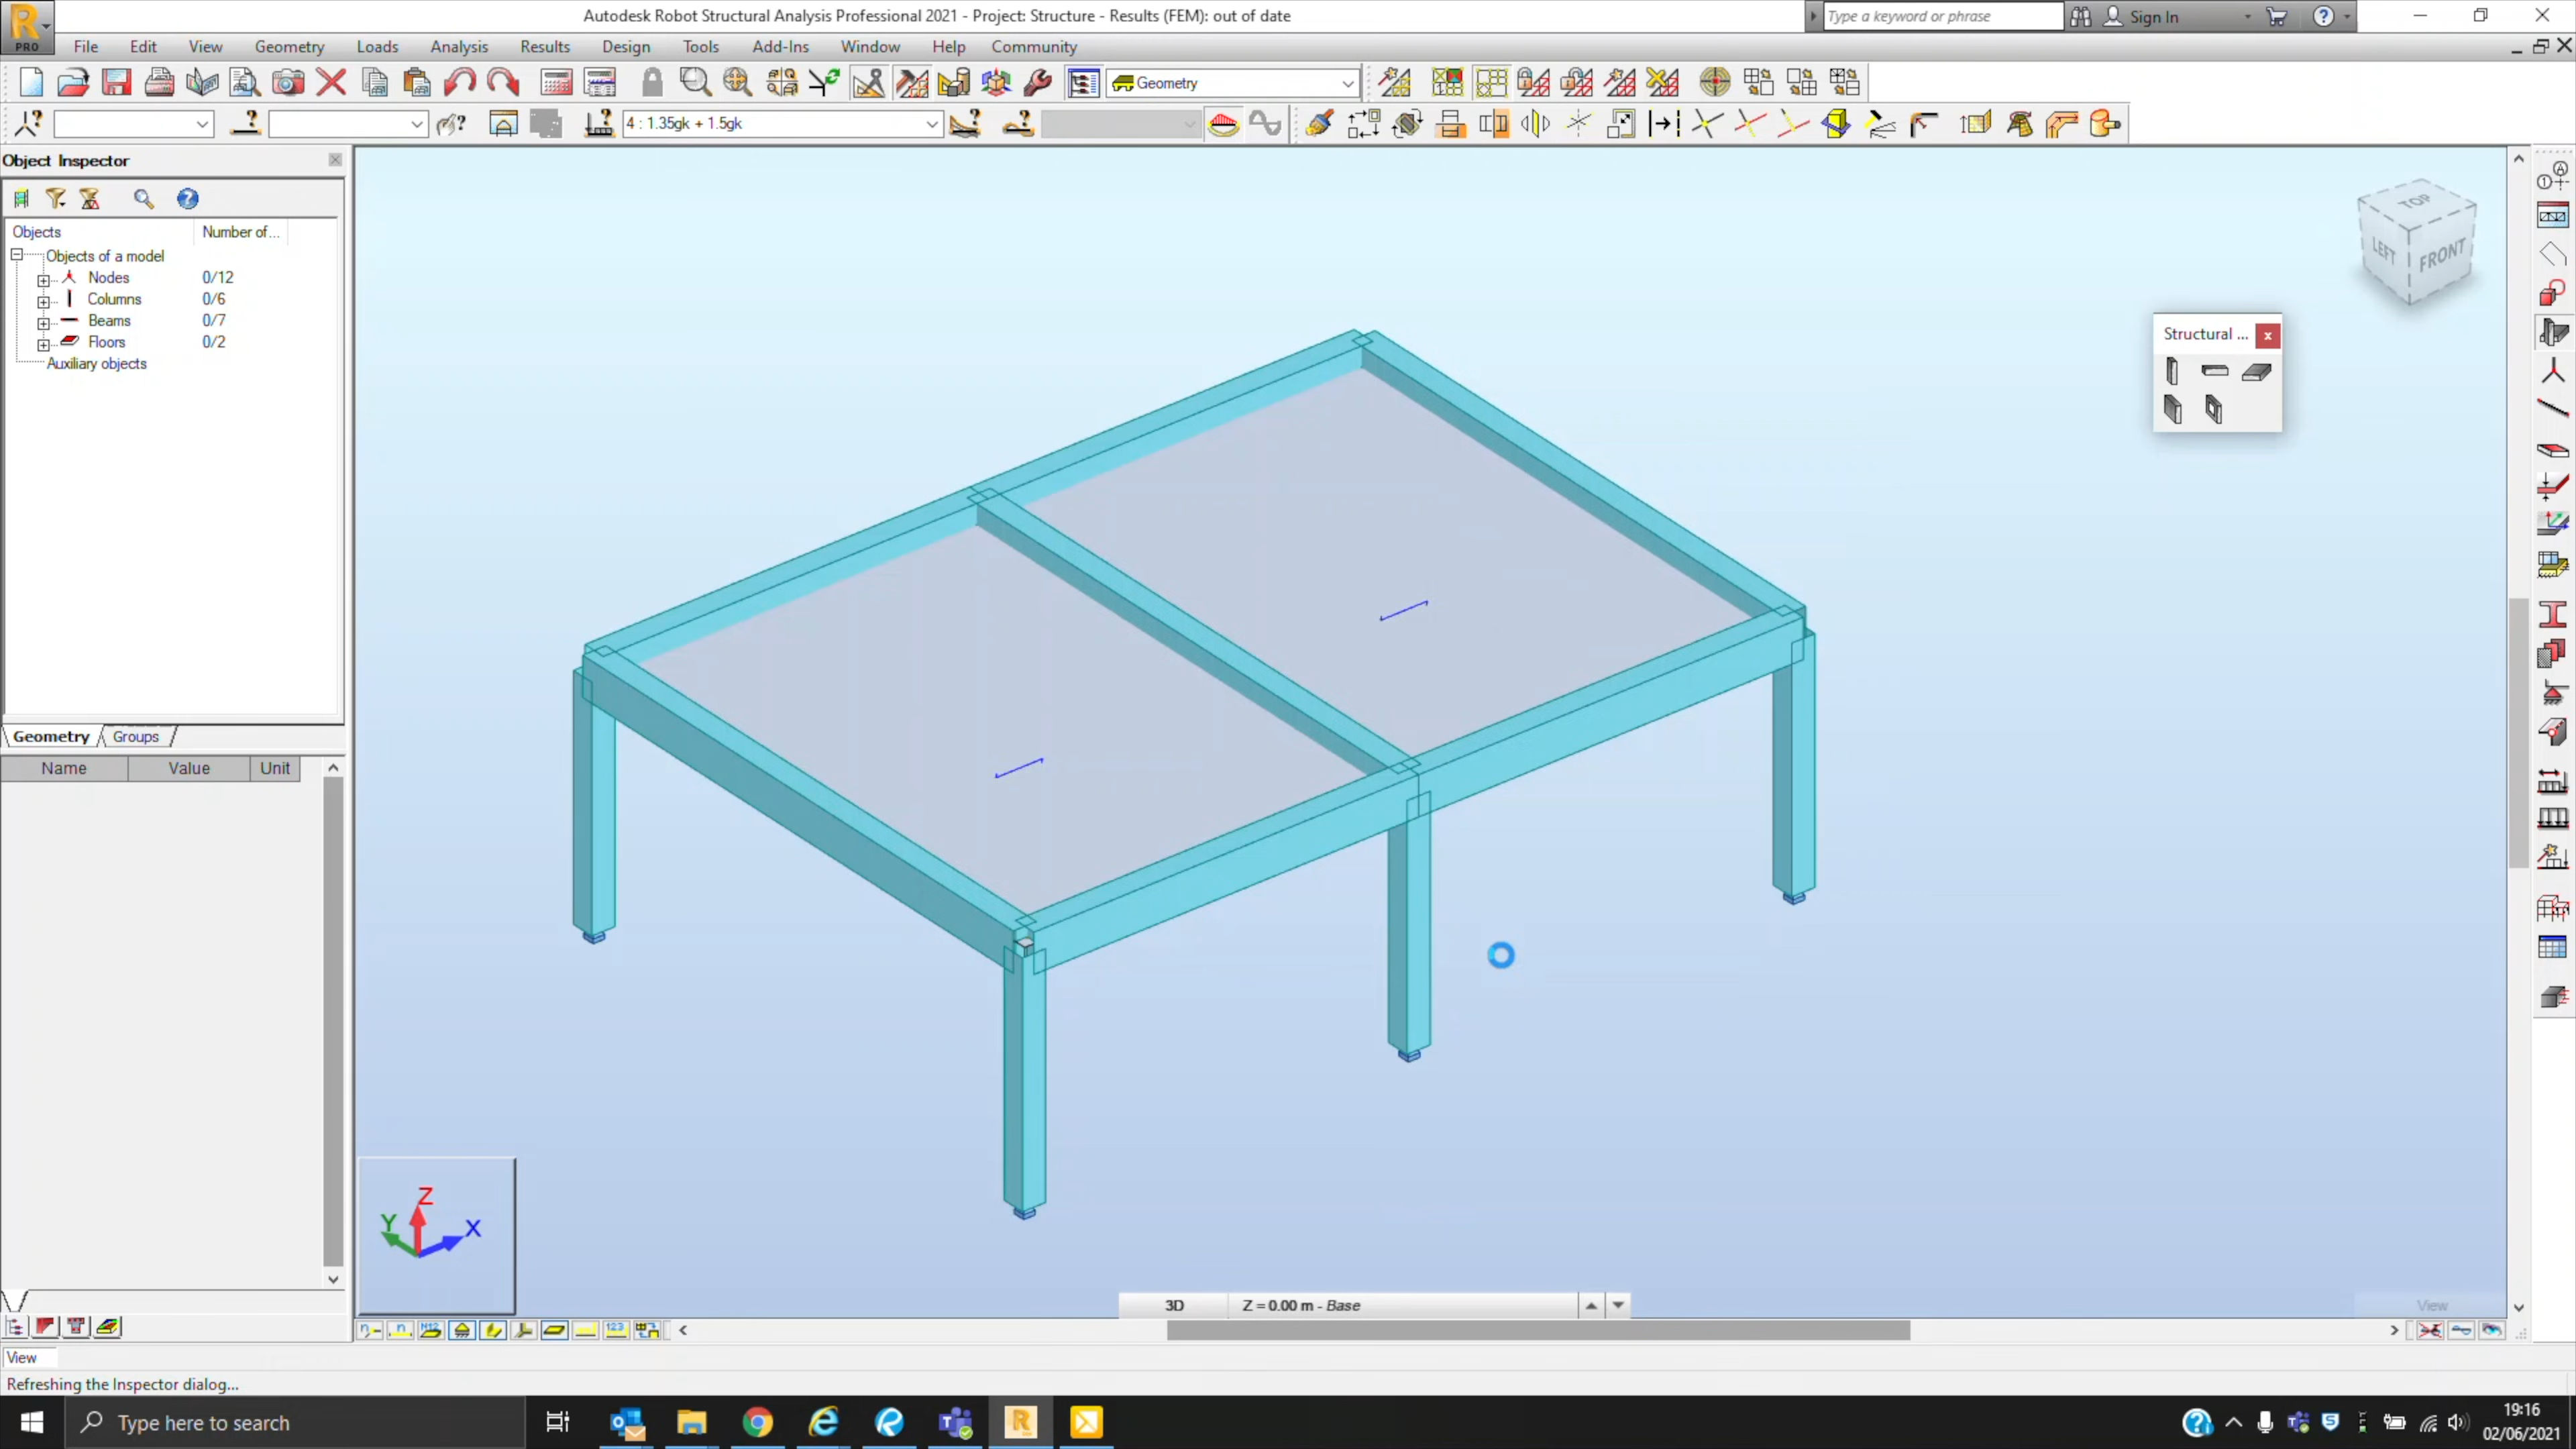 Autodesk Robot Structural Analysis Professional 2021 - Project: Structure - Results (FEM): out of date
Type a keyword or phrase
Sign In
PRO
File Edit View Geometry Loads Analysis Results Design Tools Add-Ins Window Help Community
Geometry
4 : 1.35gk + 1.5gk
Object Inspector
Objects Number of...
Objects of a model
Nodes 0/12
Columns 0/6
Beams 0/7
Floors 0/2
Auxiliary objects
TOP
LEFT
FRONT
Structural ...
Geometry Groups
Name Value Unit
Z
Y
X
3D Z = 0.00 m - Base
View
View
Refreshing the Inspector dialog...
Type here to search
19:16
02/06/2021